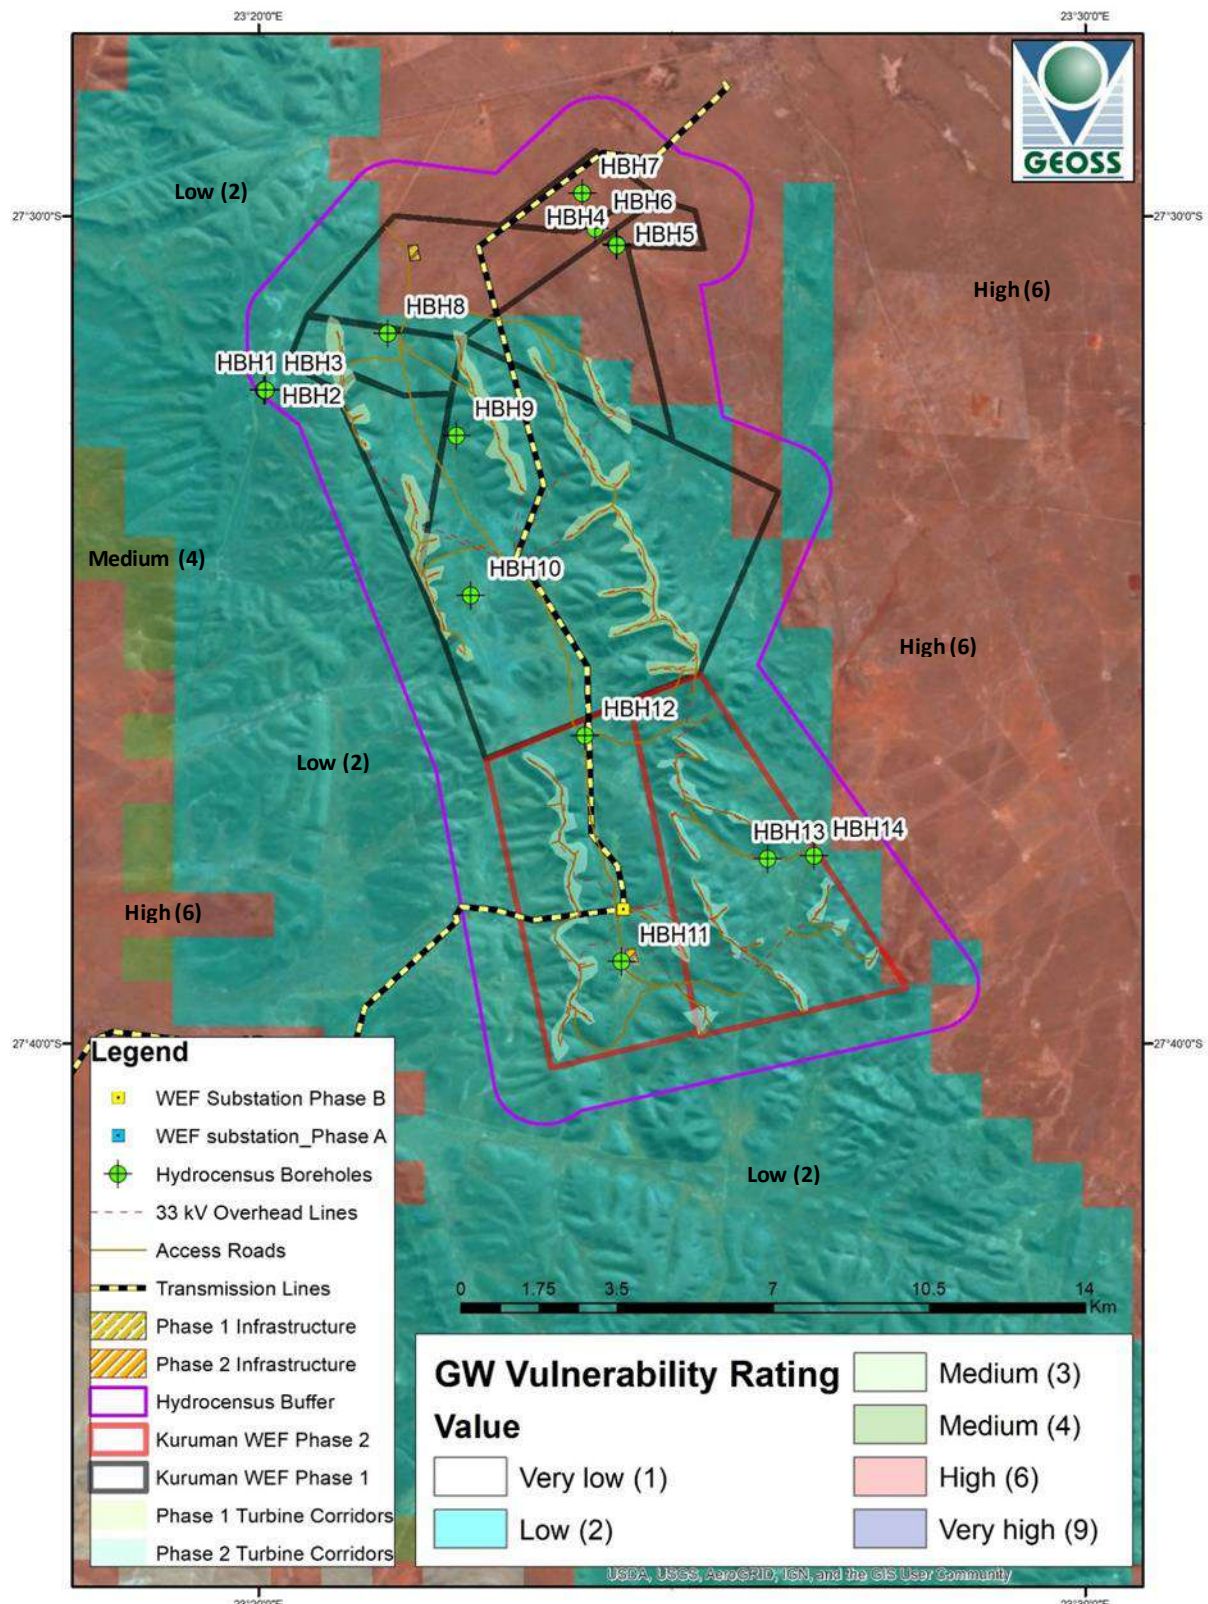 23°20'0"E
23°30'0"E
GEOSS
Low (2)
27°30'0"S
27°30'0"S
HBH7
HBH6
HBH4
HBH5
High (6)
HBH8
HBH1
HBH3
HBH2
HBH9
Medium (4)
HBH10
High (6)
HBH12
Low (2)
HBH13
HBH14
High (6)
HBH11
27°40'0"S
27°40'0"S
Legend
WEF Substation Phase B
WEF substation_Phase A
Hydrocensus Boreholes
33 kV Overhead Lines
Access Roads
Transmission Lines
Phase 1 Infrastructure
Phase 2 Infrastructure
Hydrocensus Buffer
Kuruman WEF Phase 2
Kuruman WEF Phase 1
Phase 1 Turbine Corridors
Phase 2 Turbine Corridors
Low (2)
0 1.75 3.5 7 10.5 14
Km
GW Vulnerability Rating
Value
Very low (1)
Low (2)
Medium (3)
Medium (4)
High (6)
Very high (9)
USDA, USGS, AeroGRID, IGN, and the GIS User Community
23°20'0"E
23°30'0"E